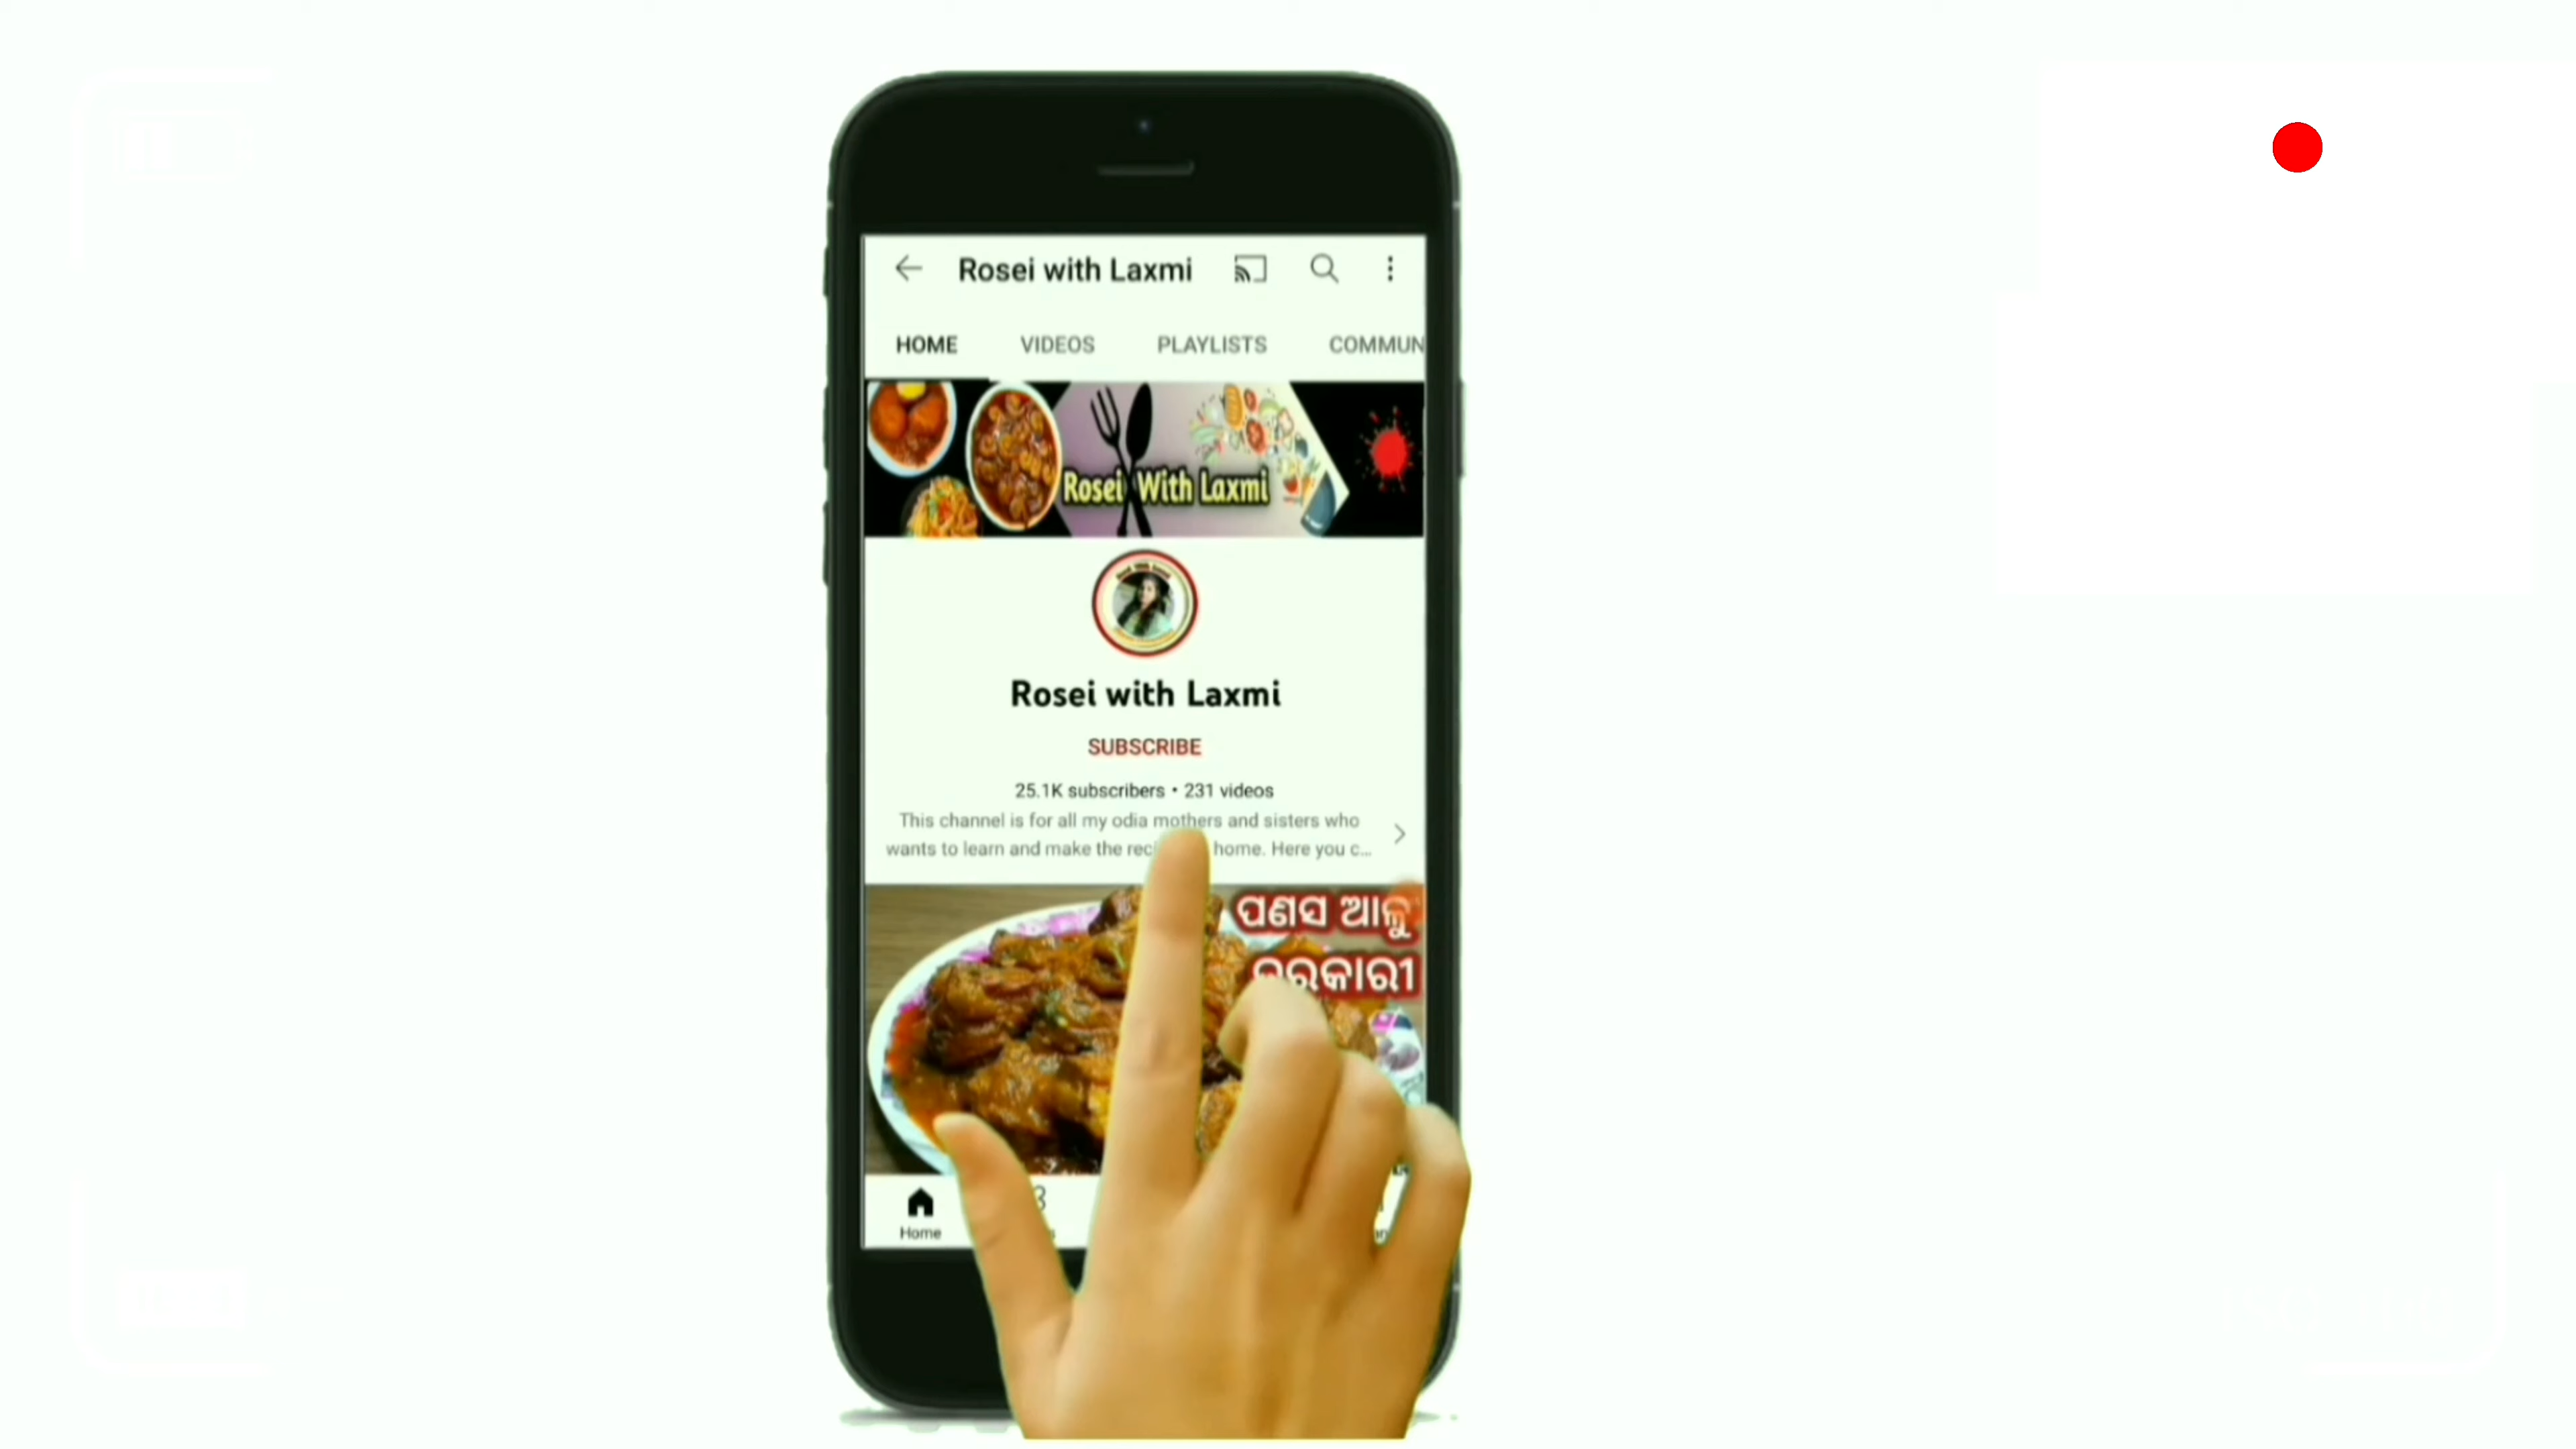 Rosei with Laxmi
HOME VIDEOS PLAYLISTS COMMUN
Rosei With Laxmi
Rosei with Laxmi
SUBSCRIBE
25.1K subscribers • 231 videos
This channel is for all my odia mothers and sisters who
wants to learn and make the reci home. Here you c...
ପଣସ ଆଳୁ
ତରକାରୀ
Home